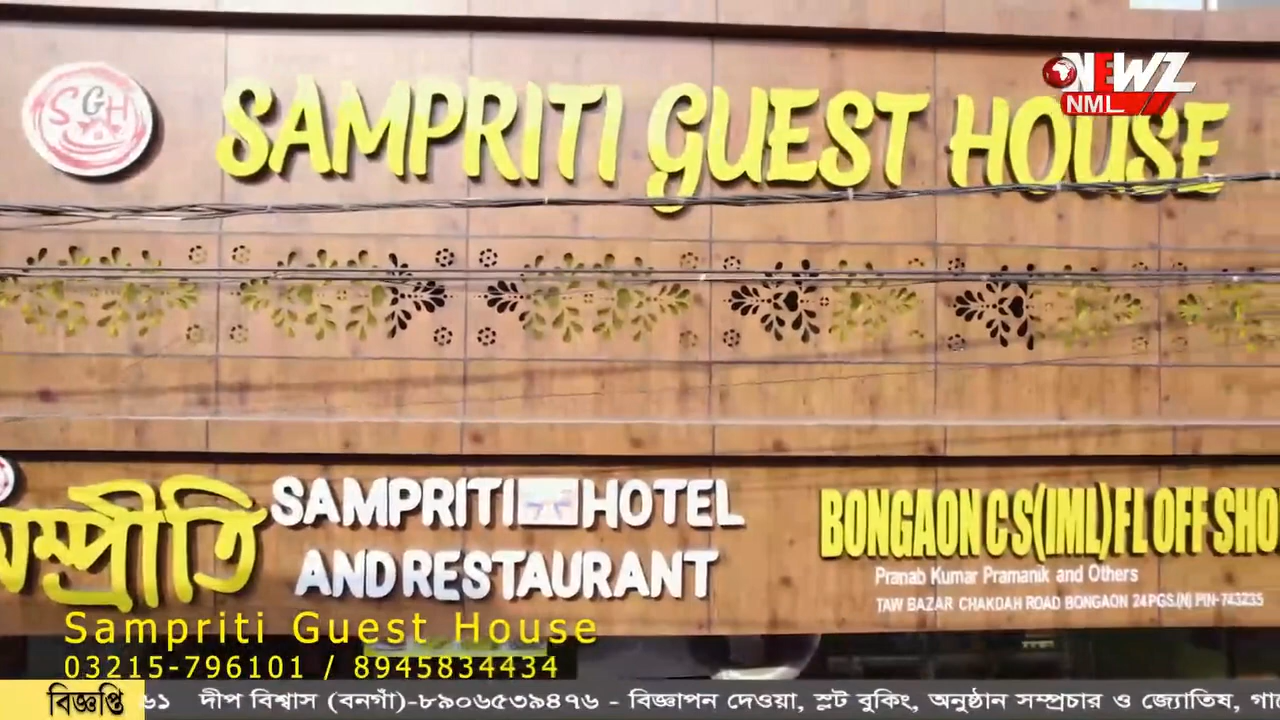 SGH
SAMPRITI GUEST HOUSE
NEWZ
NML
সম্প্রীতি
SAMPRITI HOTEL
AND RESTAURANT
BONGAON C S (IML) FL OFF SHO
Pranab Kumar Pramanik and Others
TAW BAZAR CHAKDAH ROAD BONGAON 24PGS.(N) PIN-743235
Sampriti Guest House
03215-796101 / 8945834434
বিজ্ঞপ্তি ৬১ দীপ বিশ্বাস (বনগাঁ)-৮৯০৬৫৩৯৪৭৬ - বিজ্ঞাপন দেওয়া, স্লট বুকিং, অনুষ্ঠান সম্প্রচার ও জ্যোতিষ, গা